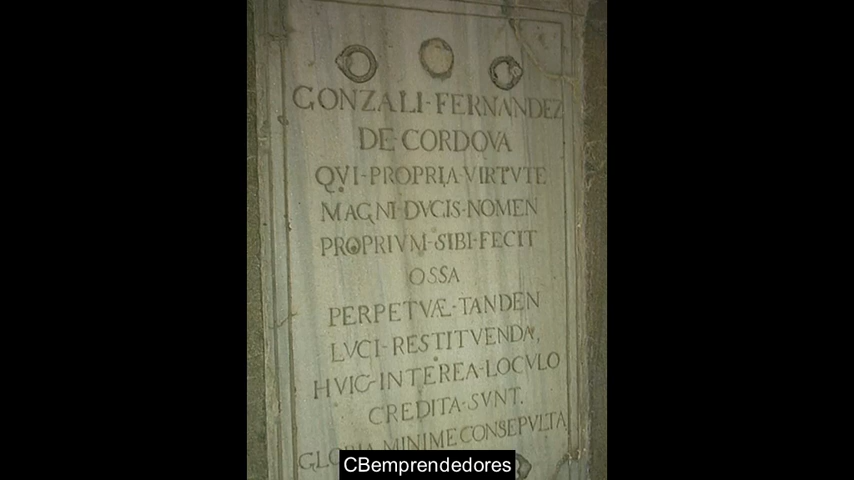 GONZALI-FERNANDEZ
DE-CORDOVA
QVI-PROPRIA-VIRTVTE
MAGNI-DVCIS-NOMEN
PROPRIVM-SIBI-FECIT
OSSA
PERPETVÆ-TANDEN
LVCI-RESTITVENDA,
HVIC-INTEREA-LOCVLO
CREDITA-SVNT.
GLORIA MINIME CONSEPVLTA
CBemprendedores